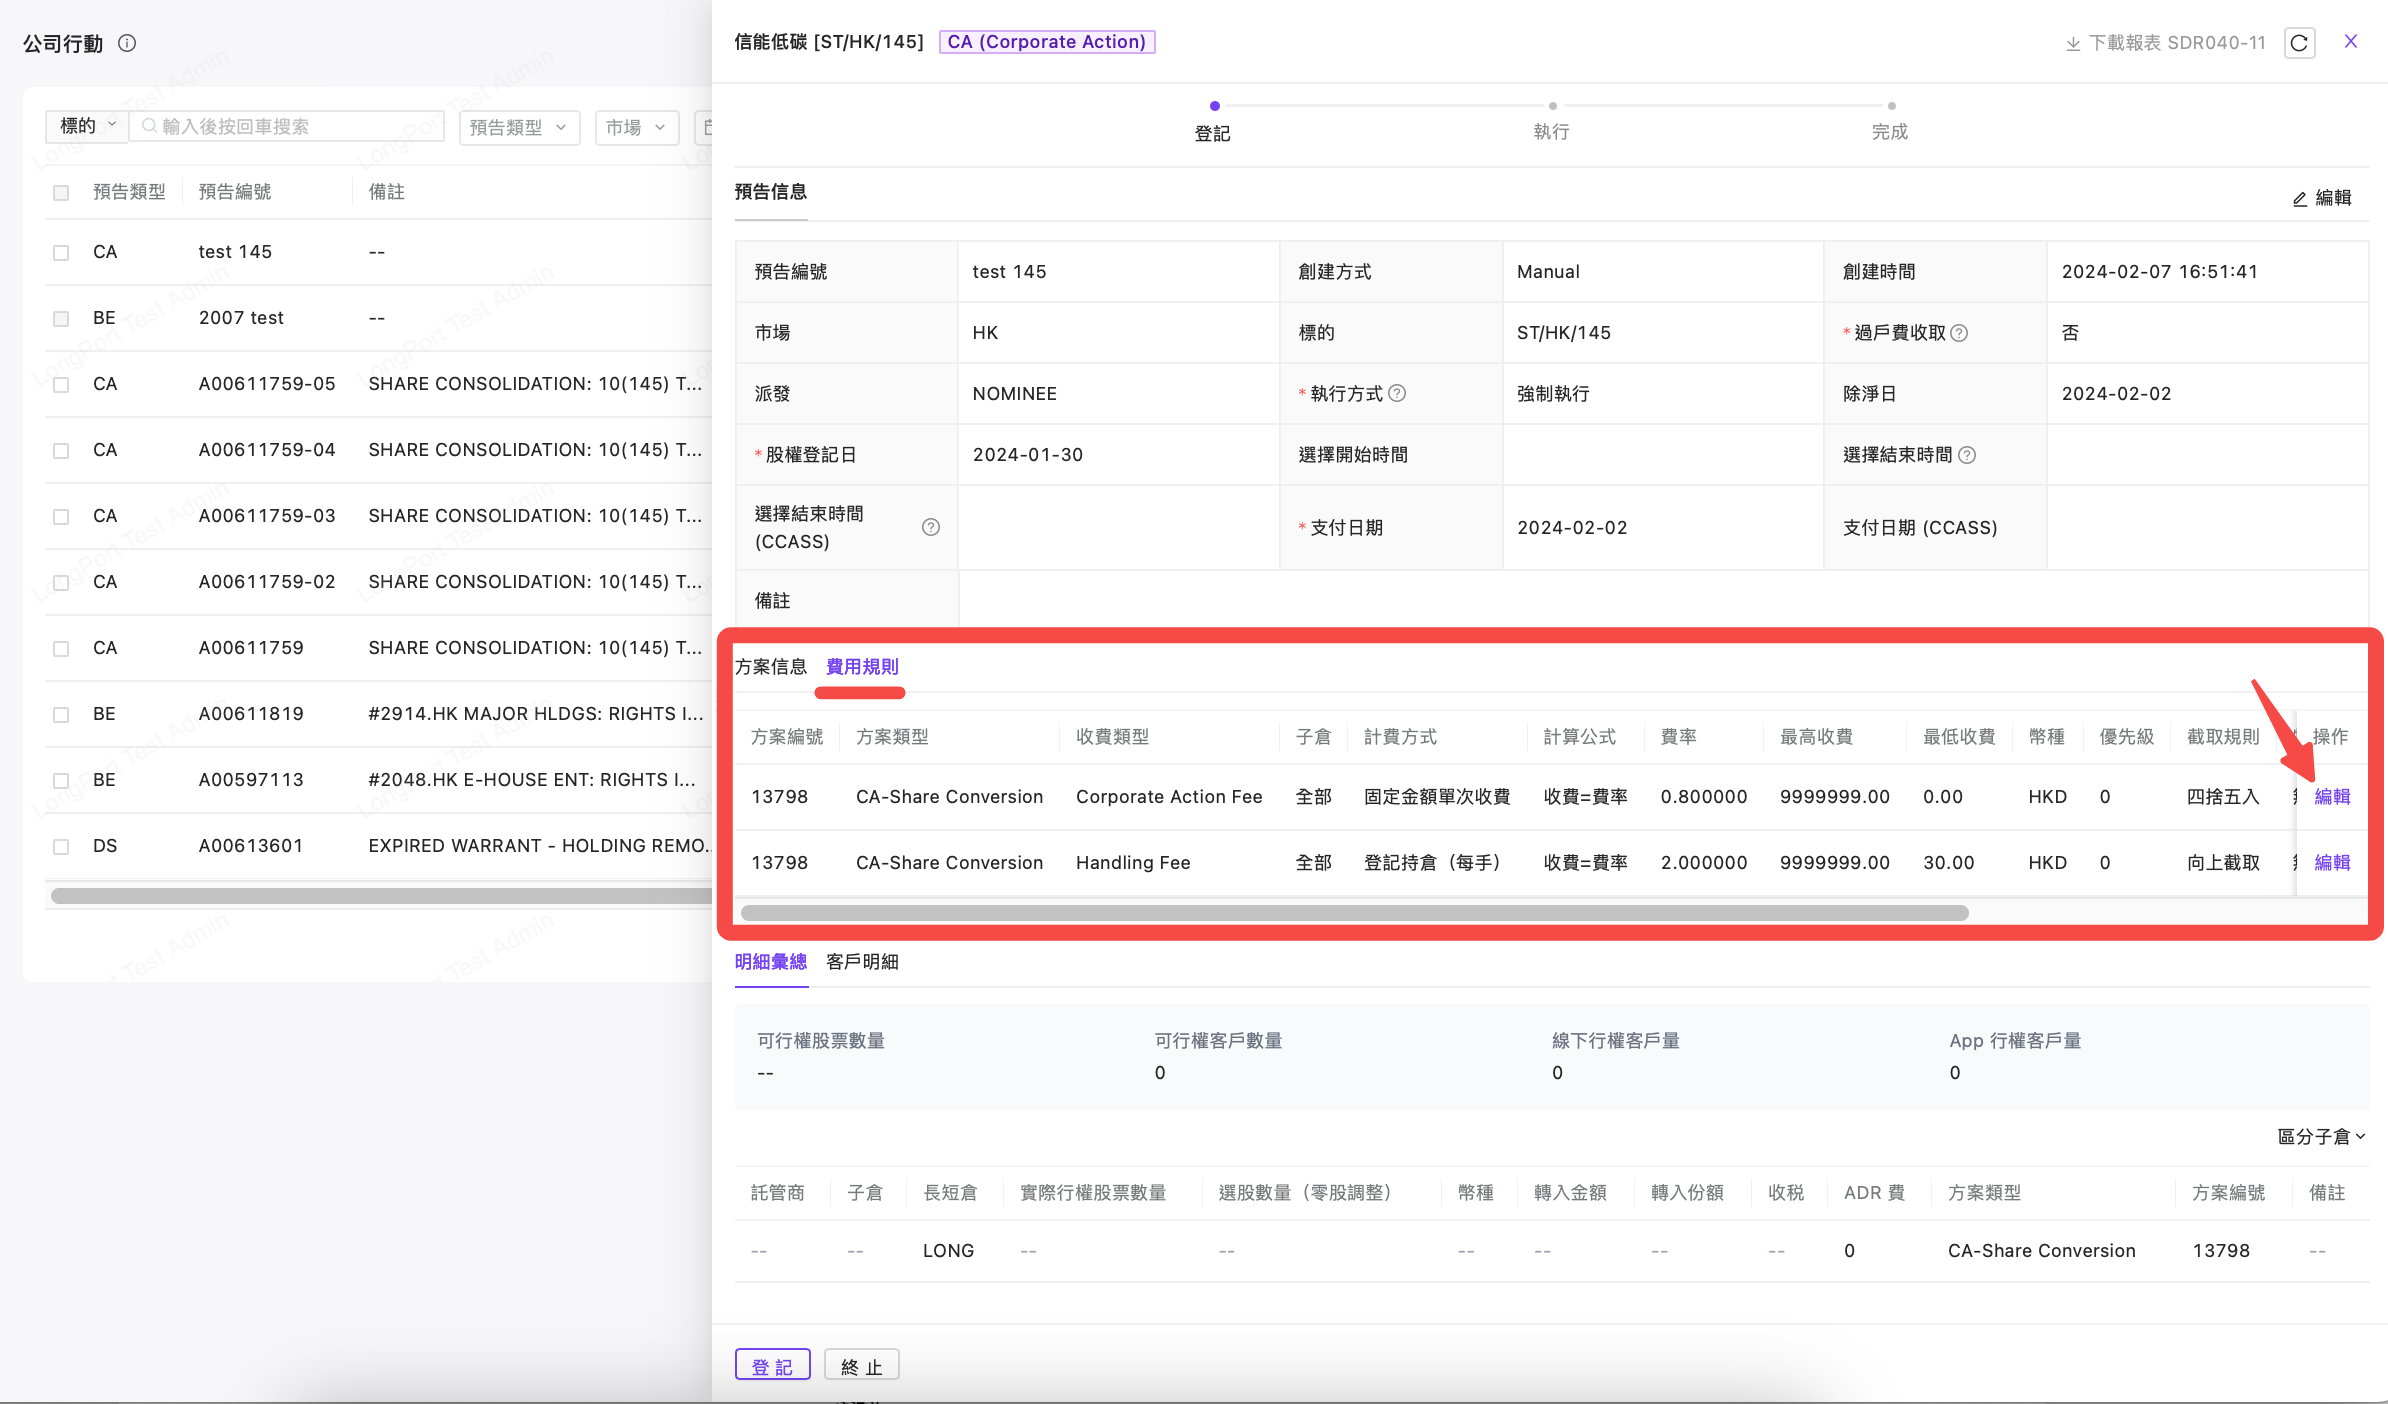 公司行動
標的 輸入後按回車搜索 預告類型 市場
預告類型 預告編號 備註
CA test 145 --
BE 2007 test --
CA A00611759-05 SHARE CONSOLIDATION: 10(145) T...
CA A00611759-04 SHARE CONSOLIDATION: 10(145) T...
CA A00611759-03 SHARE CONSOLIDATION: 10(145) T...
CA A00611759-02 SHARE CONSOLIDATION: 10(145) T...
CA A00611759 SHARE CONSOLIDATION: 10(145) T...
BE A00611819 #2914.HK MAJOR HLDGS: RIGHTS I...
BE A00597113 #2048.HK E-HOUSE ENT: RIGHTS I...
DS A00613601 EXPIRED WARRANT - HOLDING REMO..
LongPort Test Admin
信能低碳 [ST/HK/145] CA (Corporate Action) 下載報表 SDR040-11
登記 執行 完成
預告信息 編輯
預告編號 test 145 創建方式 Manual 創建時間 2024-02-07 16:51:41
市場 HK 標的 ST/HK/145 * 過戶費收取 否
派發 NOMINEE * 執行方式 強制執行 除淨日 2024-02-02
* 股權登記日 2024-01-30 選擇開始時間 選擇結束時間
選擇結束時間
(CCASS) * 支付日期 2024-02-02 支付日期 (CCASS)
備註
方案信息 費用規則
方案編號 方案類型 收費類型 子倉 計費方式 計算公式 費率 最高收費 最低收費 幣種 優先級 截取規則 操作
13798 CA-Share Conversion Corporate Action Fee 全部 固定金額單次收費 收費=費率 0.800000 9999999.00 0.00 HKD 0 四捨五入 編輯
13798 CA-Share Conversion Handling Fee 全部 登記持倉（每手） 收費=費率 2.000000 9999999.00 30.00 HKD 0 向上截取 編輯
明細彙總 客戶明細
可行權股票數量 可行權客戶數量 線下行權客戶量 App 行權客戶量
-- 0 0 0
區分子倉
託管商 子倉 長短倉 實際行權股票數量 選股數量（零股調整） 幣種 轉入金額 轉入份額 收税 ADR 費 方案類型 方案編號 備註
-- -- LONG -- -- -- -- -- -- 0 CA-Share Conversion 13798 --
登 記 終 止